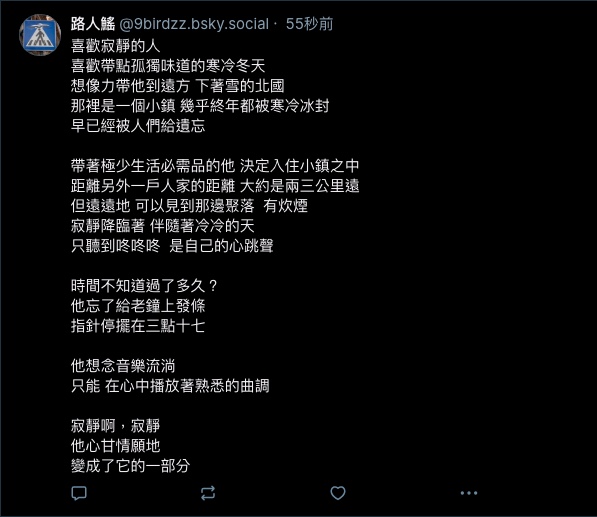 路人鰩 @9birdzz.bsky.social · 55秒前
喜歡寂靜的人
喜歡帶點孤獨味道的寒冷冬天
想像力帶他到遠方 下著雪的北國
那裡是一個小鎮 幾乎終年都被寒冷冰封
早已經被人們給遺忘
帶著極少生活必需品的他 決定入住小鎮之中
距離另外一戶人家的距離 大約是兩三公里遠
但遠遠地 可以見到那邊聚落 有炊煙
寂靜降臨著 伴隨著冷冷的天
只聽到咚咚咚 是自己的心跳聲
時間不知道過了多久？
他忘了給老鐘上發條
指針停擺在三點十七
他想念音樂流淌
只能 在心中播放著熟悉的曲調
寂靜啊，寂靜
他心甘情願地
變成了它的一部分